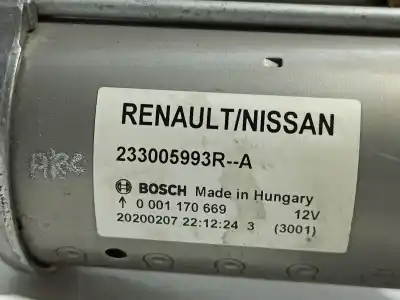 RENAULT/NISSAN
233005993R--A
BOSCH Made in Hungary
↑ 0 001 170 669 12V
20200207 22:12:24 3 (3001)